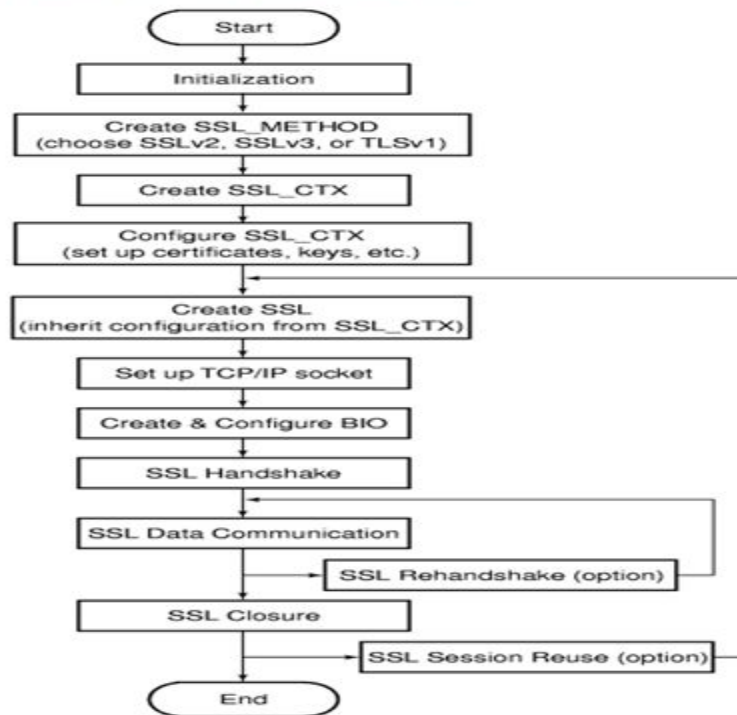 Start
Initialization
Create SSL_METHOD
(choose SSLv2, SSLv3, or TLSv1)
Create SSL_CTX
Configure SSL_CTX
(set up certificates, keys, etc.)
Create SSL
(inherit configuration from SSL_CTX)
Set up TCP/IP socket
Create & Configure BIO
SSL Handshake
SSL Data Communication
SSL Rehandshake (option)
SSL Closure
SSL Session Reuse (option)
End